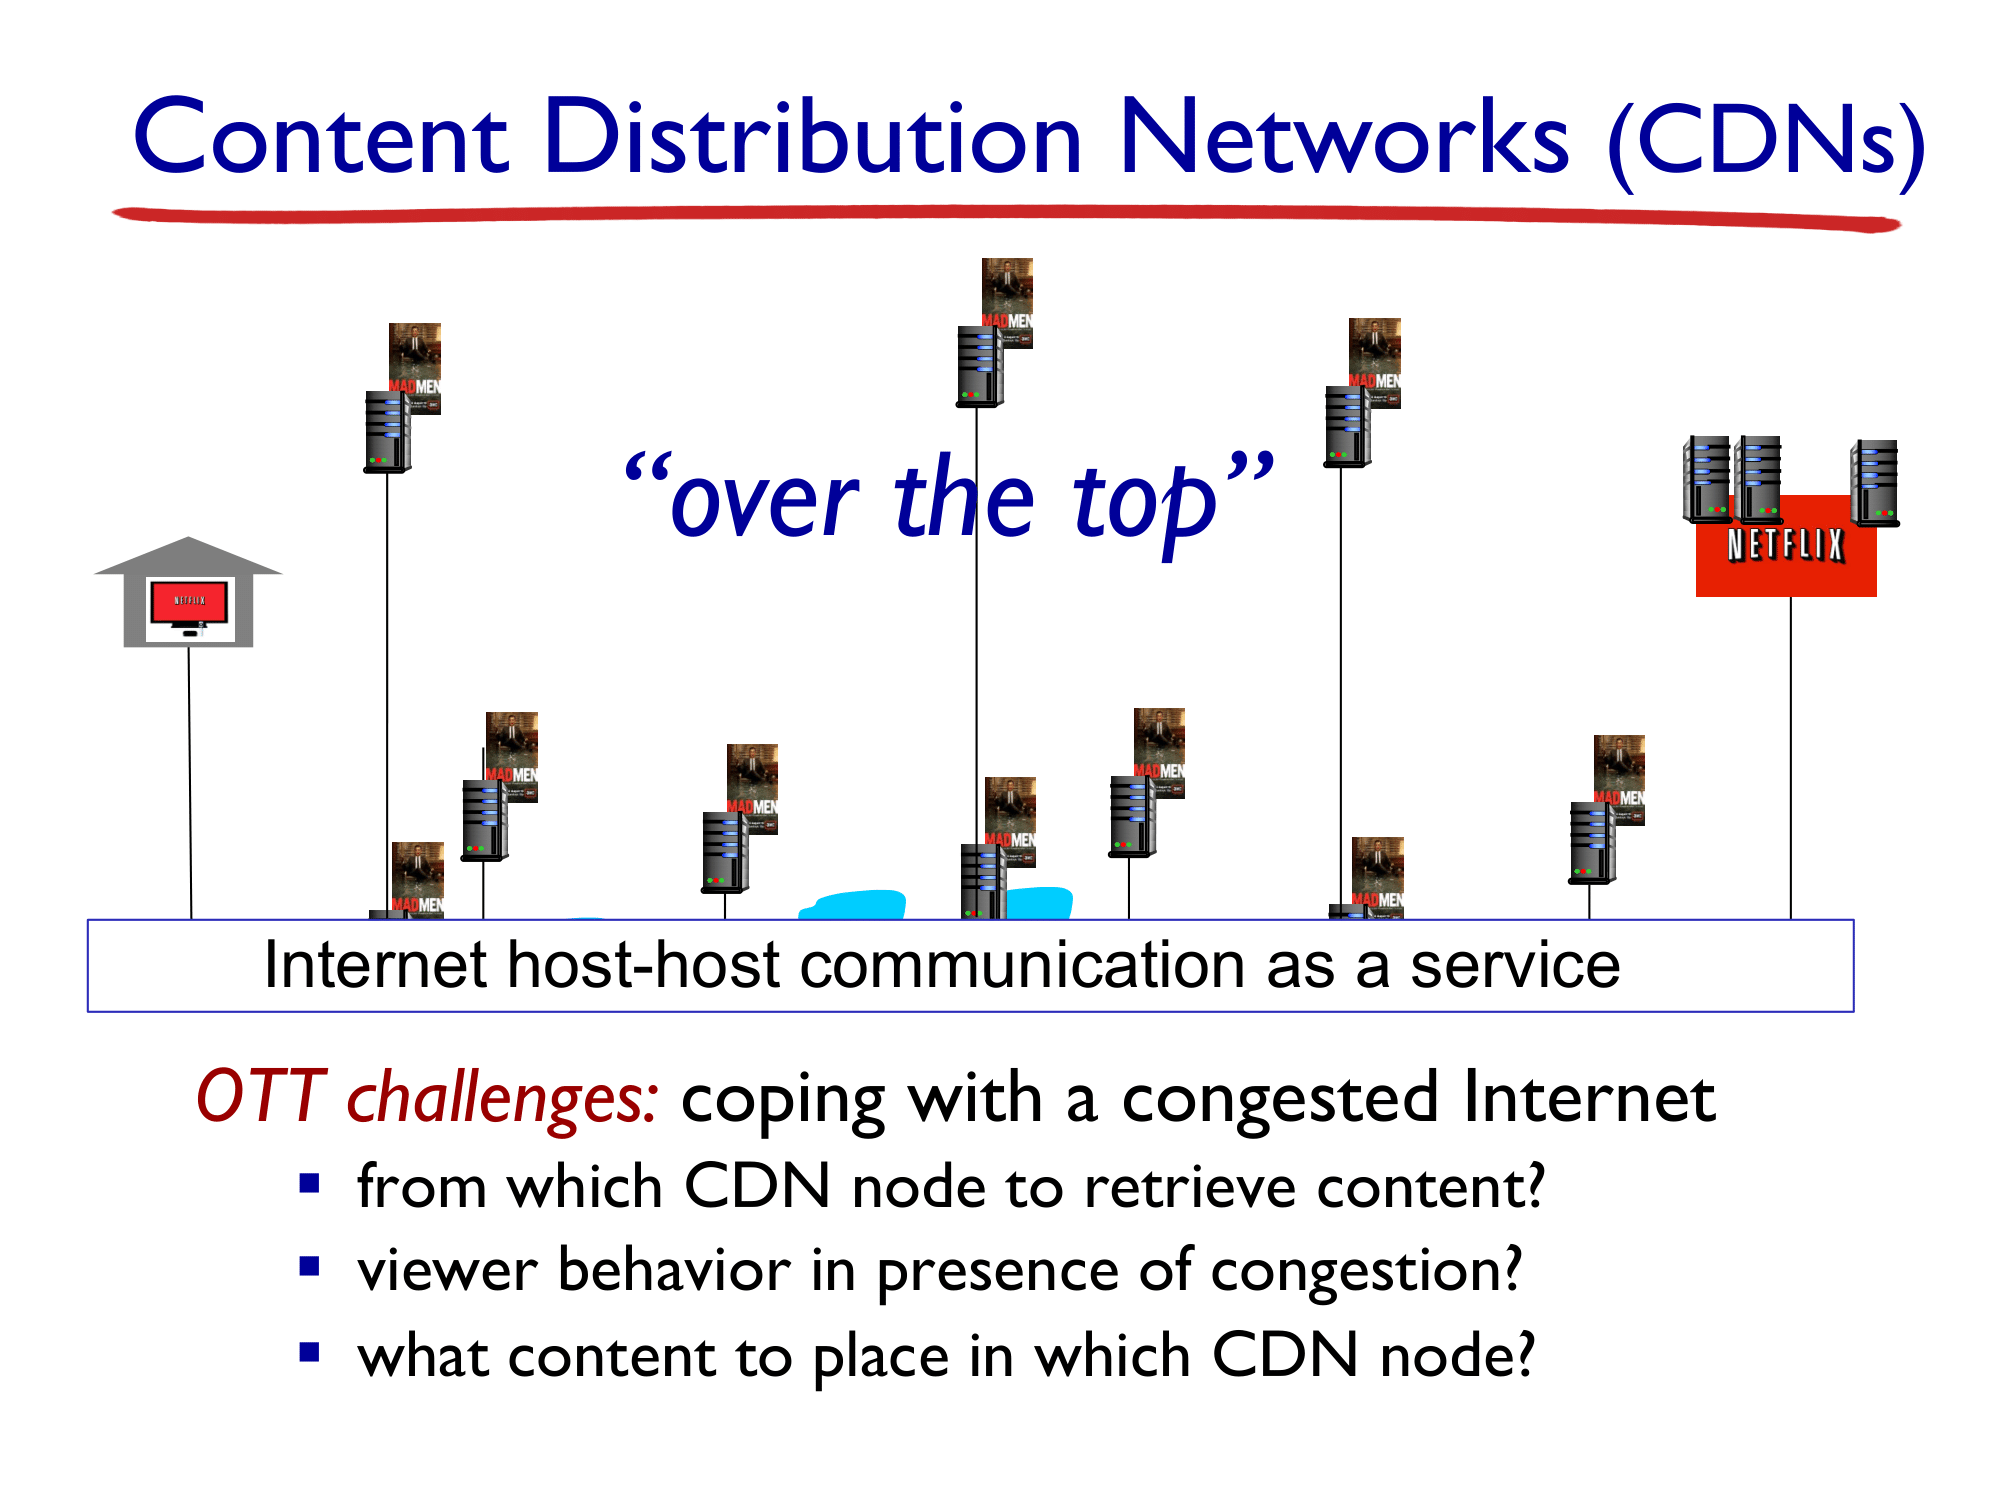 Content Distribution Networks (CDNs)
MADMEN
MADMEN
MADMEN
“over the top”
NETFLIX
NETFLIX
MADMEN
MADMEN
MADMEN
MADMEN
MADMEN
MADMEN
MADMEN
Internet host-host communication as a service
OTT challenges: coping with a congested Internet
▪ from which CDN node to retrieve content?
▪ viewer behavior in presence of congestion?
▪ what content to place in which CDN node?